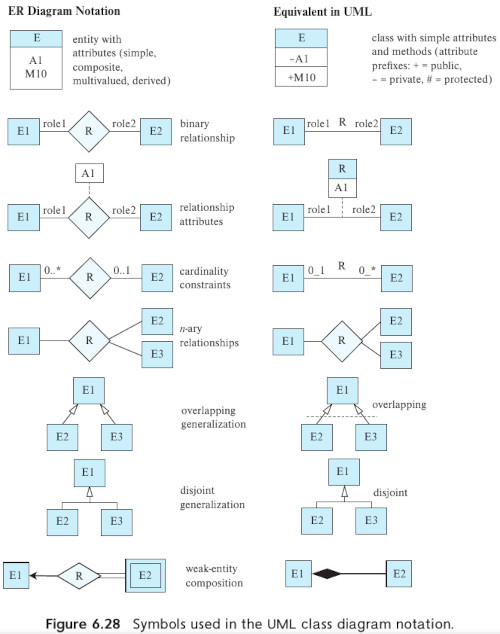 ER Diagram Notation
Equivalent in UML
E
A1
M10
entity with
attributes (simple,
composite,
multivalued, derived)
E
–A1
+M10
class with simple attributes
and methods (attribute
prefixes: + = public,
– = private, # = protected)
E1 role1 R role2 E2
binary
relationship
E1 role1 R role2 E2
A1
E1 role1 R role2 E2
relationship
attributes
R
A1
E1 role1 role2 E2
E1 0..* R 0..1 E2
cardinality
constraints
E1 0_1 R 0_* E2
E1 R E2
E3
n-ary
relationships
E1 R E2
E3
E1
E2 E3
overlapping
generalization
E1
overlapping
E2 E3
E1
E2 E3
disjoint
generalization
E1
disjoint
E2 E3
E1 R E2
weak-entity
composition
E1 E2
Figure 6.28 Symbols used in the UML class diagram notation.